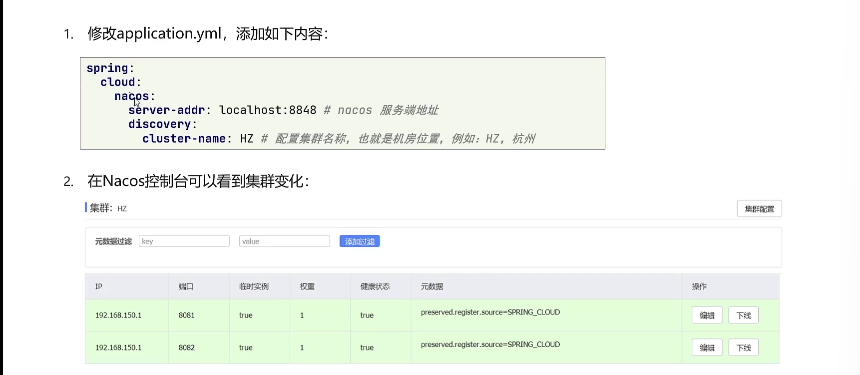 1. 修改application.yml，添加如下内容：
spring:
cloud:
nacos:
server-addr: localhost:8848 # nacos 服务端地址
discovery:
cluster-name: HZ # 配置集群名称，也就是机房位置，例如：HZ，杭州
2. 在Nacos控制台可以看到集群变化：
集群： HZ 集群配置
元数据过滤 key value 添加过滤
IP 端口 临时实例 权重 健康状态 元数据 操作
192.168.150.1 8081 true 1 true preserved.register.source=SPRING_CLOUD 编辑 下线
192.168.150.1 8082 true 1 true preserved.register.source=SPRING_CLOUD 编辑 下线